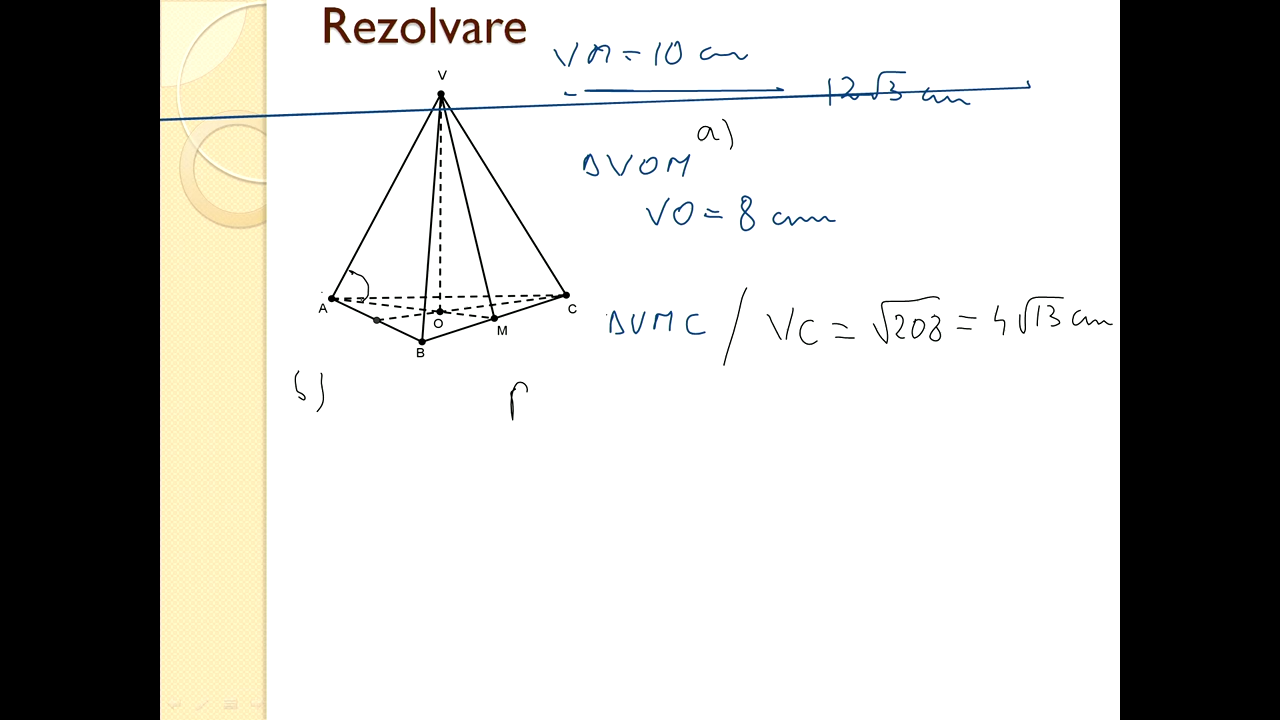 Rezolvare
VM = 10 cm
12√3 cm
a)
ΔVOM
VO = 8 cm
V
A
O
M
C
B
ΔVMC / VC = √208 = 4√13 cm
b)